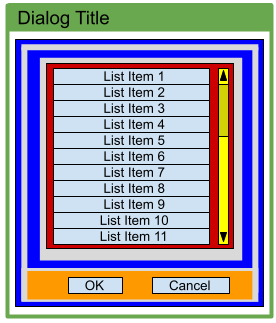 Dialog Title
List Item 1
List Item 2
List Item 3
List Item 4
List Item 5
List Item 6
List Item 7
List Item 8
List Item 9
List Item 10
List Item 11
OK Cancel